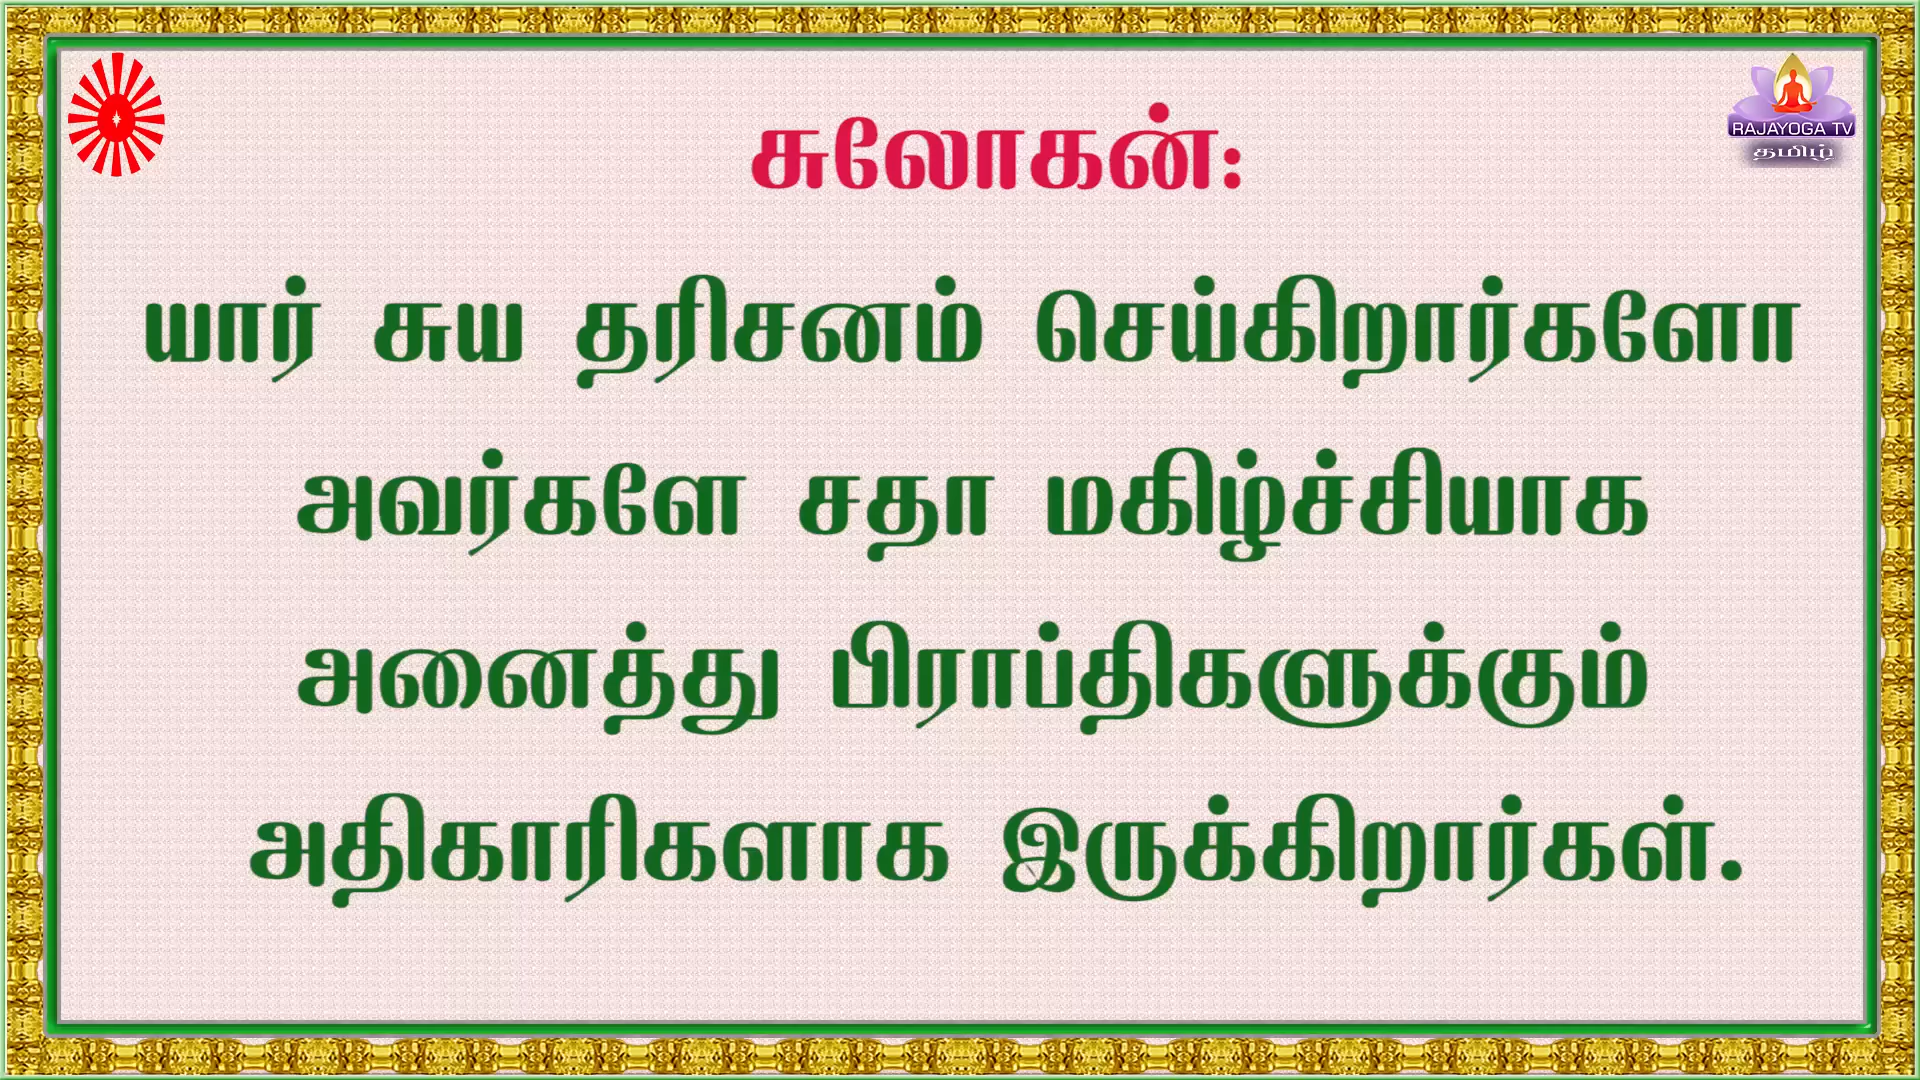 சுலோகன்:
RAJAYOGA TV
தமிழ்
யார் சுய தரிசனம் செய்கிறார்களோ
அவர்களே சதா மகிழ்ச்சியாக
அனைத்து பிராப்திகளுக்கும்
அதிகாரிகளாக இருக்கிறார்கள்.